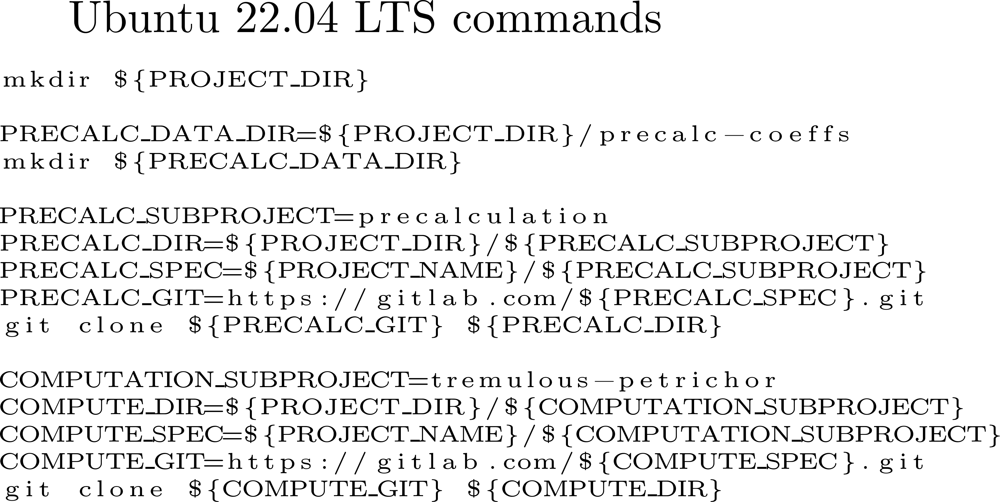 Ubuntu 22.04 LTS commands
mkdir ${PROJECT_DIR}
PRECALC_DATA_DIR=${PROJECT_DIR}/precalc-coeffs
mkdir ${PRECALC_DATA_DIR}
PRECALC_SUBPROJECT=precalculation
PRECALC_DIR=${PROJECT_DIR}/${PRECALC_SUBPROJECT}
PRECALC_SPEC=${PROJECT_NAME}/${PRECALC_SUBPROJECT}
PRECALC_GIT=https://gitlab.com/${PRECALC_SPEC}.git
git clone ${PRECALC_GIT} ${PRECALC_DIR}
COMPUTATION_SUBPROJECT=tremulous-petrichor
COMPUTE_DIR=${PROJECT_DIR}/${COMPUTATION_SUBPROJECT}
COMPUTE_SPEC=${PROJECT_NAME}/${COMPUTATION_SUBPROJECT}
COMPUTE_GIT=https://gitlab.com/${COMPUTE_SPEC}.git
git clone ${COMPUTE_GIT} ${COMPUTE_DIR}